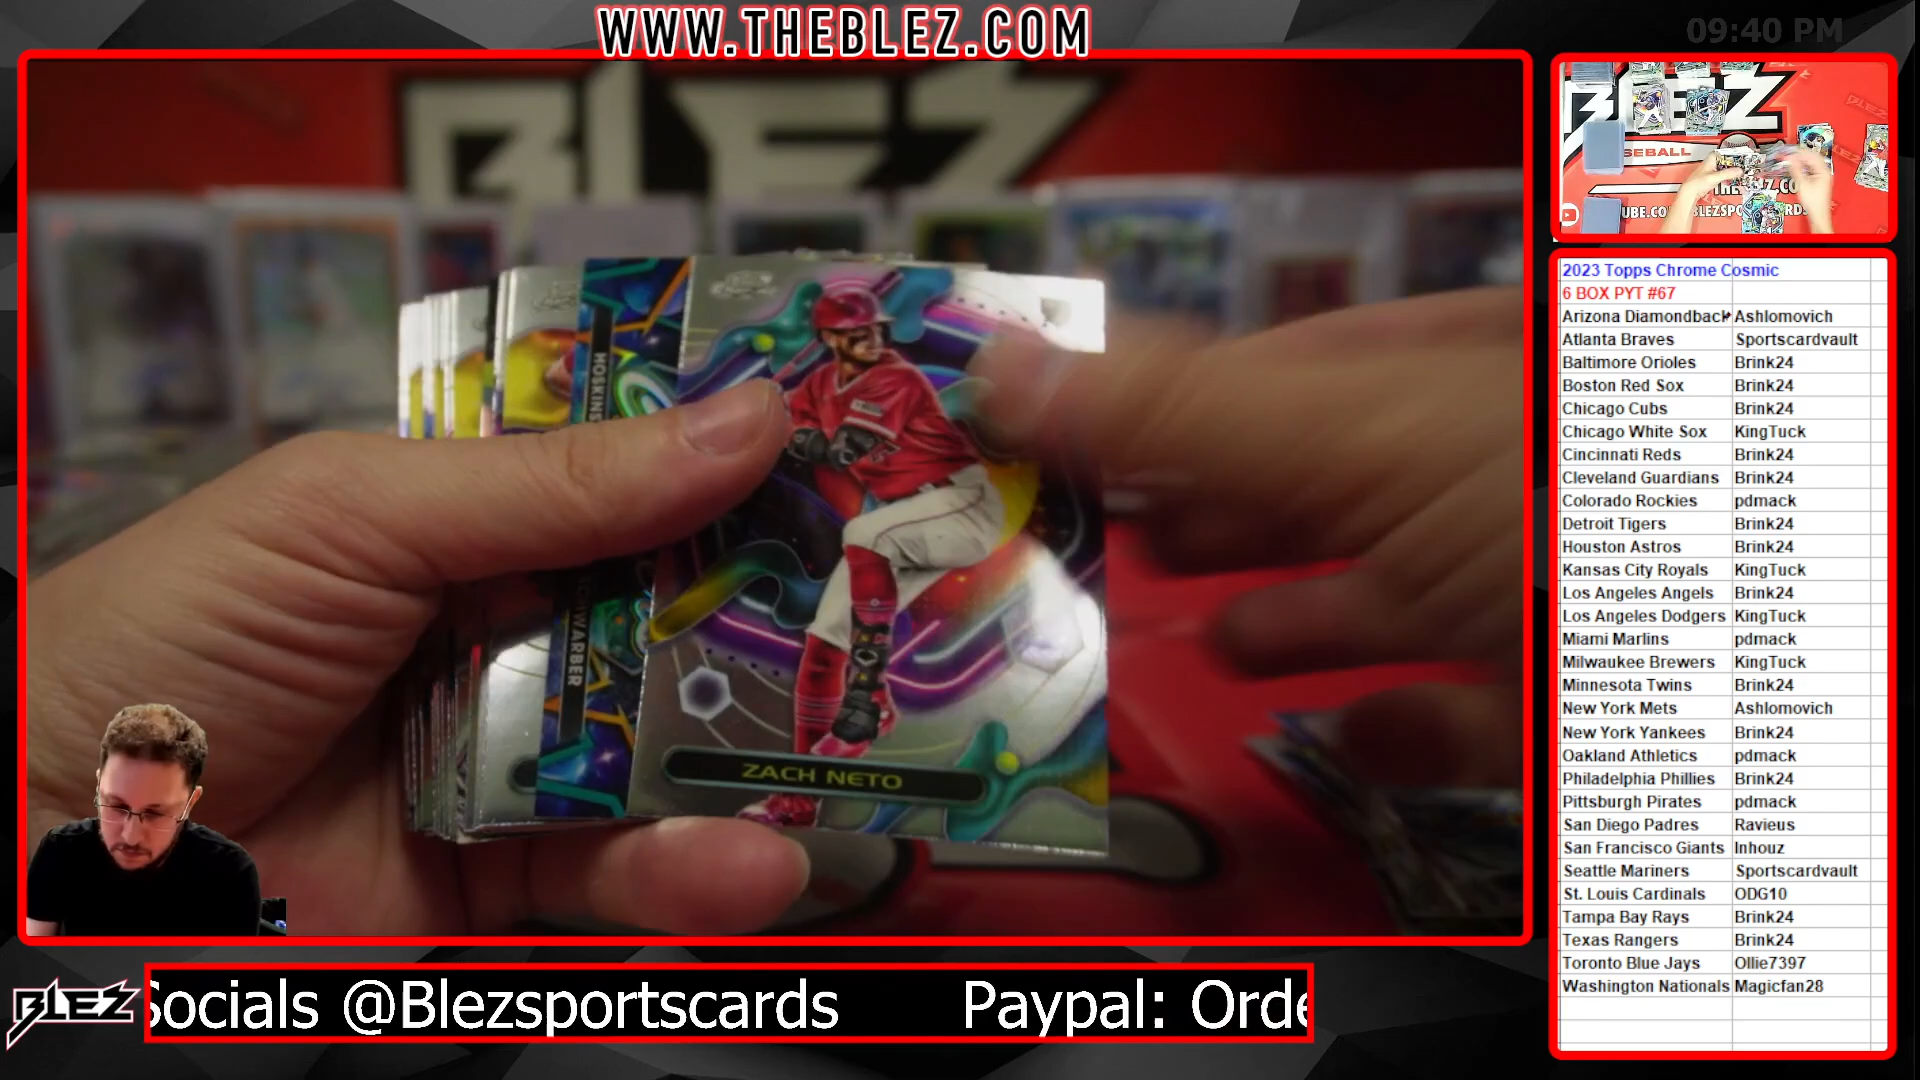 WWW.THEBLEZ.COM
09:40 PM
BLEZ
HOSKINS
SCHWARBER
ZACH NETO
BLEZ
SEBALL
2023 Topps Chrome Cosmic
6 BOX PYT #67
Arizona Diamondback Ashlomovich
Atlanta Braves Sportscardvault
Baltimore Orioles Brink24
Boston Red Sox Brink24
Chicago Cubs Brink24
Chicago White Sox KingTuck
Cincinnati Reds Brink24
Cleveland Guardians Brink24
Colorado Rockies pdmack
Detroit Tigers Brink24
Houston Astros Brink24
Kansas City Royals KingTuck
Los Angeles Angels Brink24
Los Angeles Dodgers KingTuck
Miami Marlins pdmack
Milwaukee Brewers KingTuck
Minnesota Twins Brink24
New York Mets Ashlomovich
New York Yankees Brink24
Oakland Athletics pdmack
Philadelphia Phillies Brink24
Pittsburgh Pirates pdmack
San Diego Padres Ravieus
San Francisco Giants Inhouz
Seattle Mariners Sportscardvault
St. Louis Cardinals ODG10
Tampa Bay Rays Brink24
Texas Rangers Brink24
Toronto Blue Jays Ollie7397
Washington Nationals Magicfan28
BLEZ
Socials @Blezsportscards Paypal: Orde